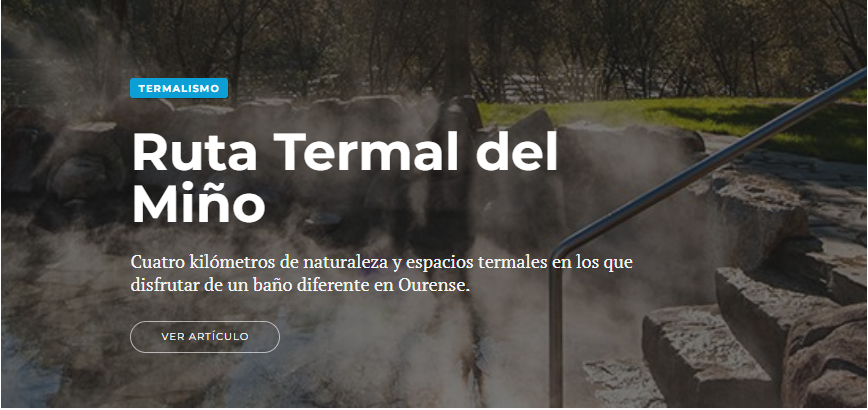 TERMALISMO
Ruta Termal del
Miño
Cuatro kilómetros de naturaleza y espacios termales en los que
disfrutar de un baño diferente en Ourense.
VER ARTÍCULO